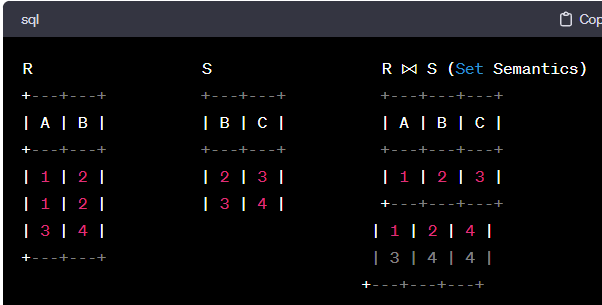 sql Cop
R S R ⋈ S (Set Semantics)
+---+---+ +---+---+ +---+---+---+
| A | B | | B | C | | A | B | C |
+---+---+ +---+---+ +---+---+---+
| 1 | 2 | | 2 | 3 | | 1 | 2 | 3 |
| 1 | 2 | | 3 | 4 | +---+---+---+
| 3 | 4 | | 1 | 2 | 4 |
+---+---+ | 3 | 4 | 4 |
+---+---+---+